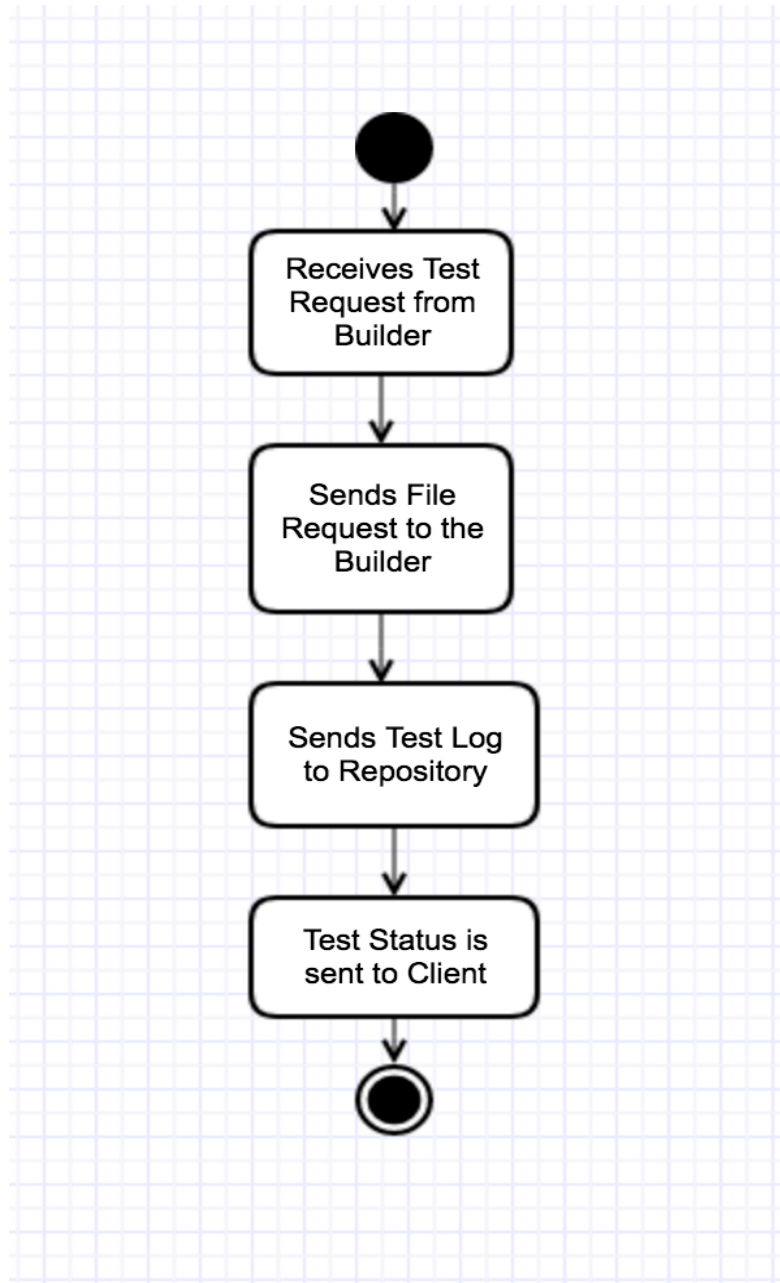 Receives Test
Request from
Builder
Sends File
Request to the
Builder
Sends Test Log
to Repository
Test Status is
sent to Client